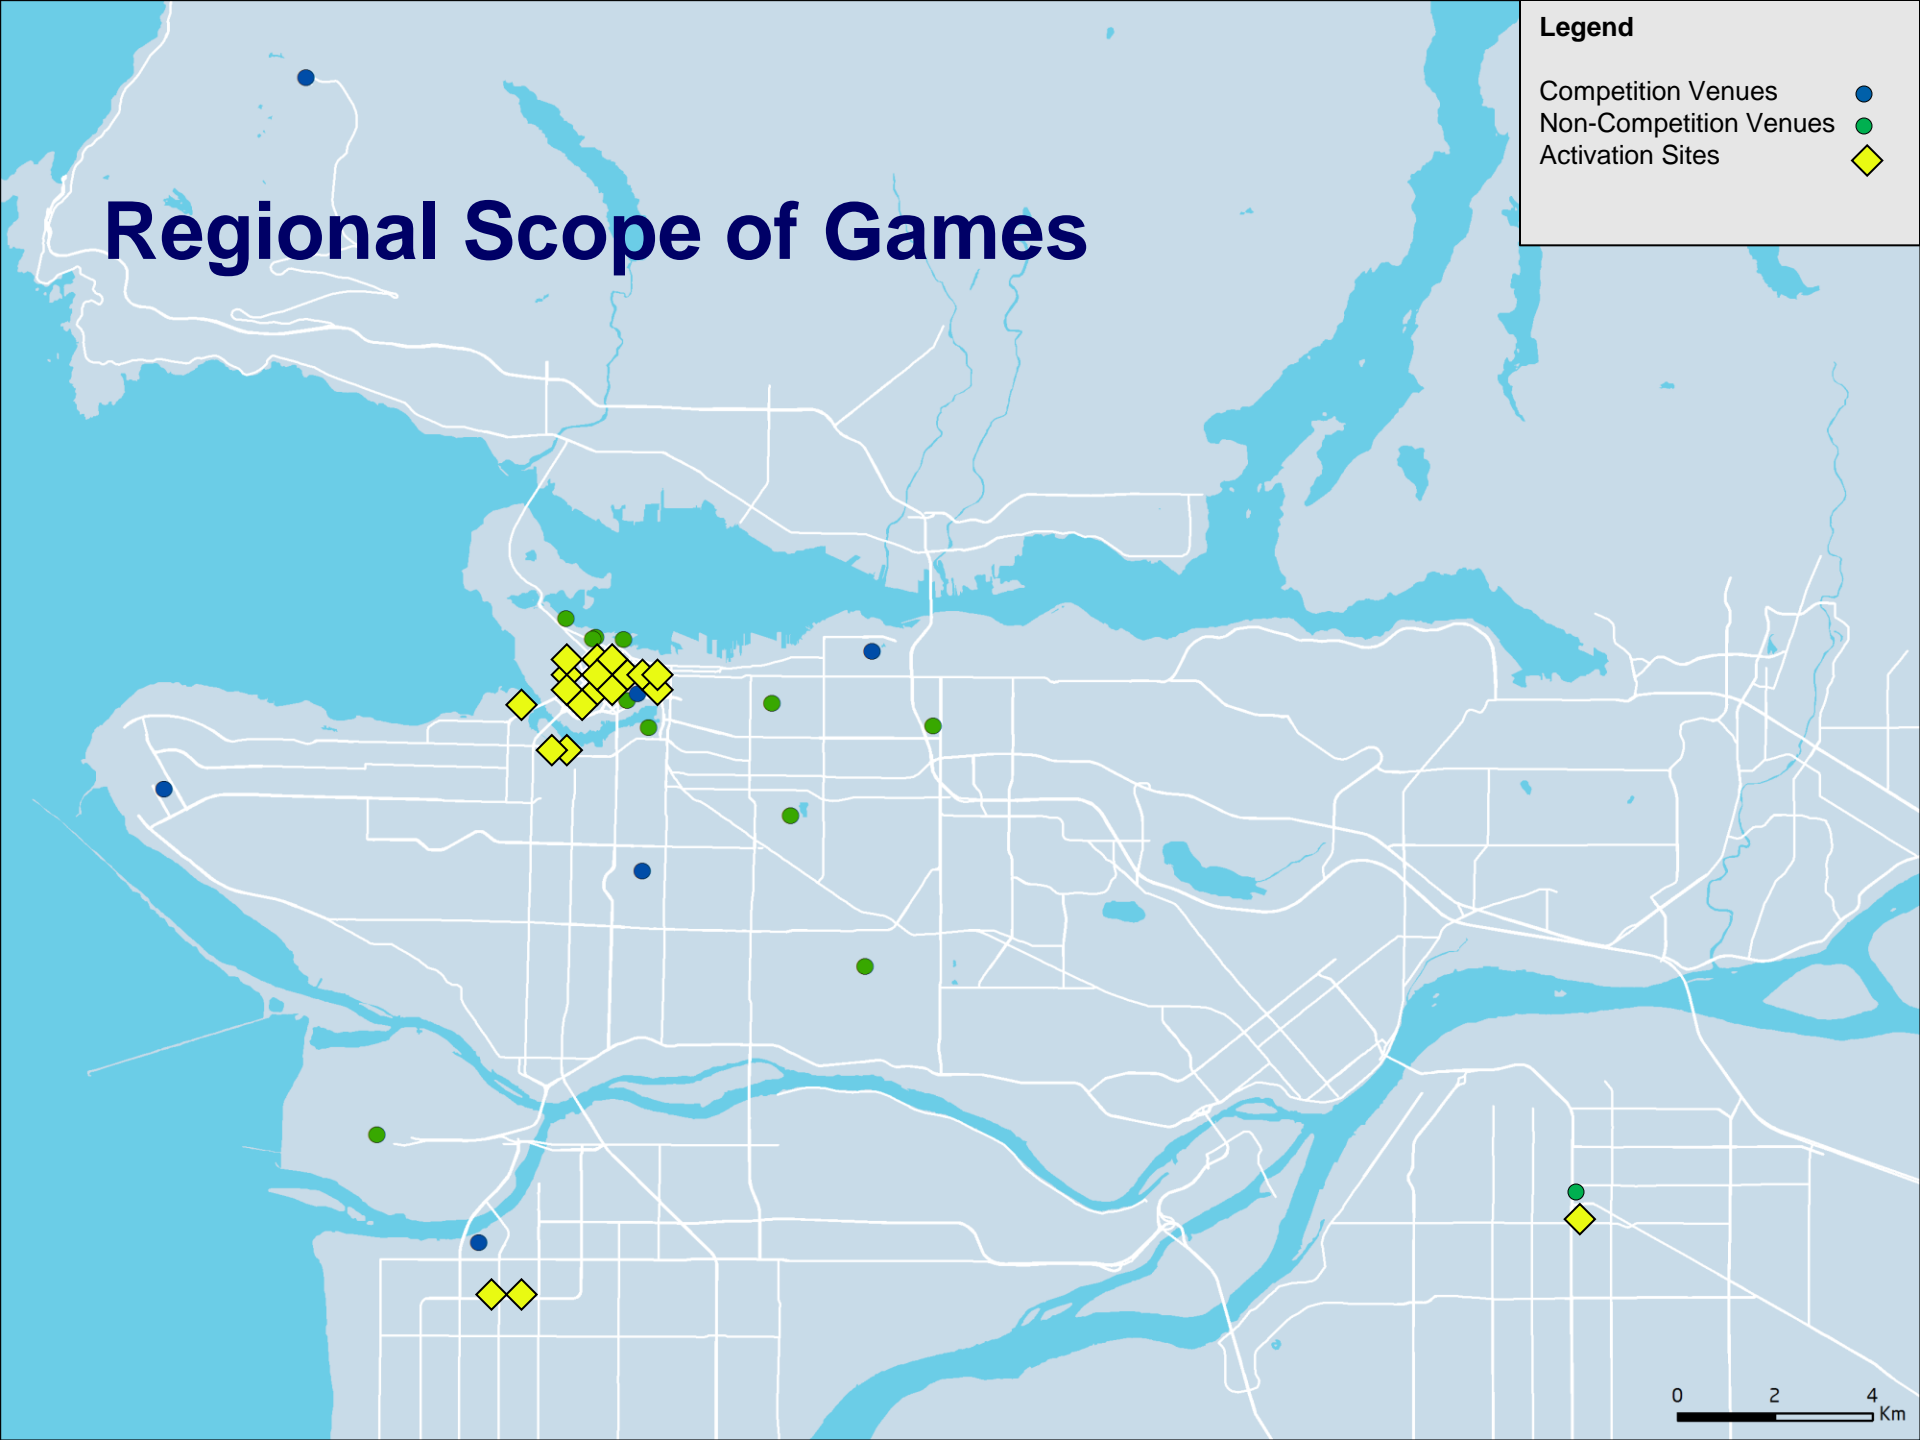 Legend
Competition Venues
Non-Competition Venues
Activation Sites
Regional Scope of Games
0 2 4
Km